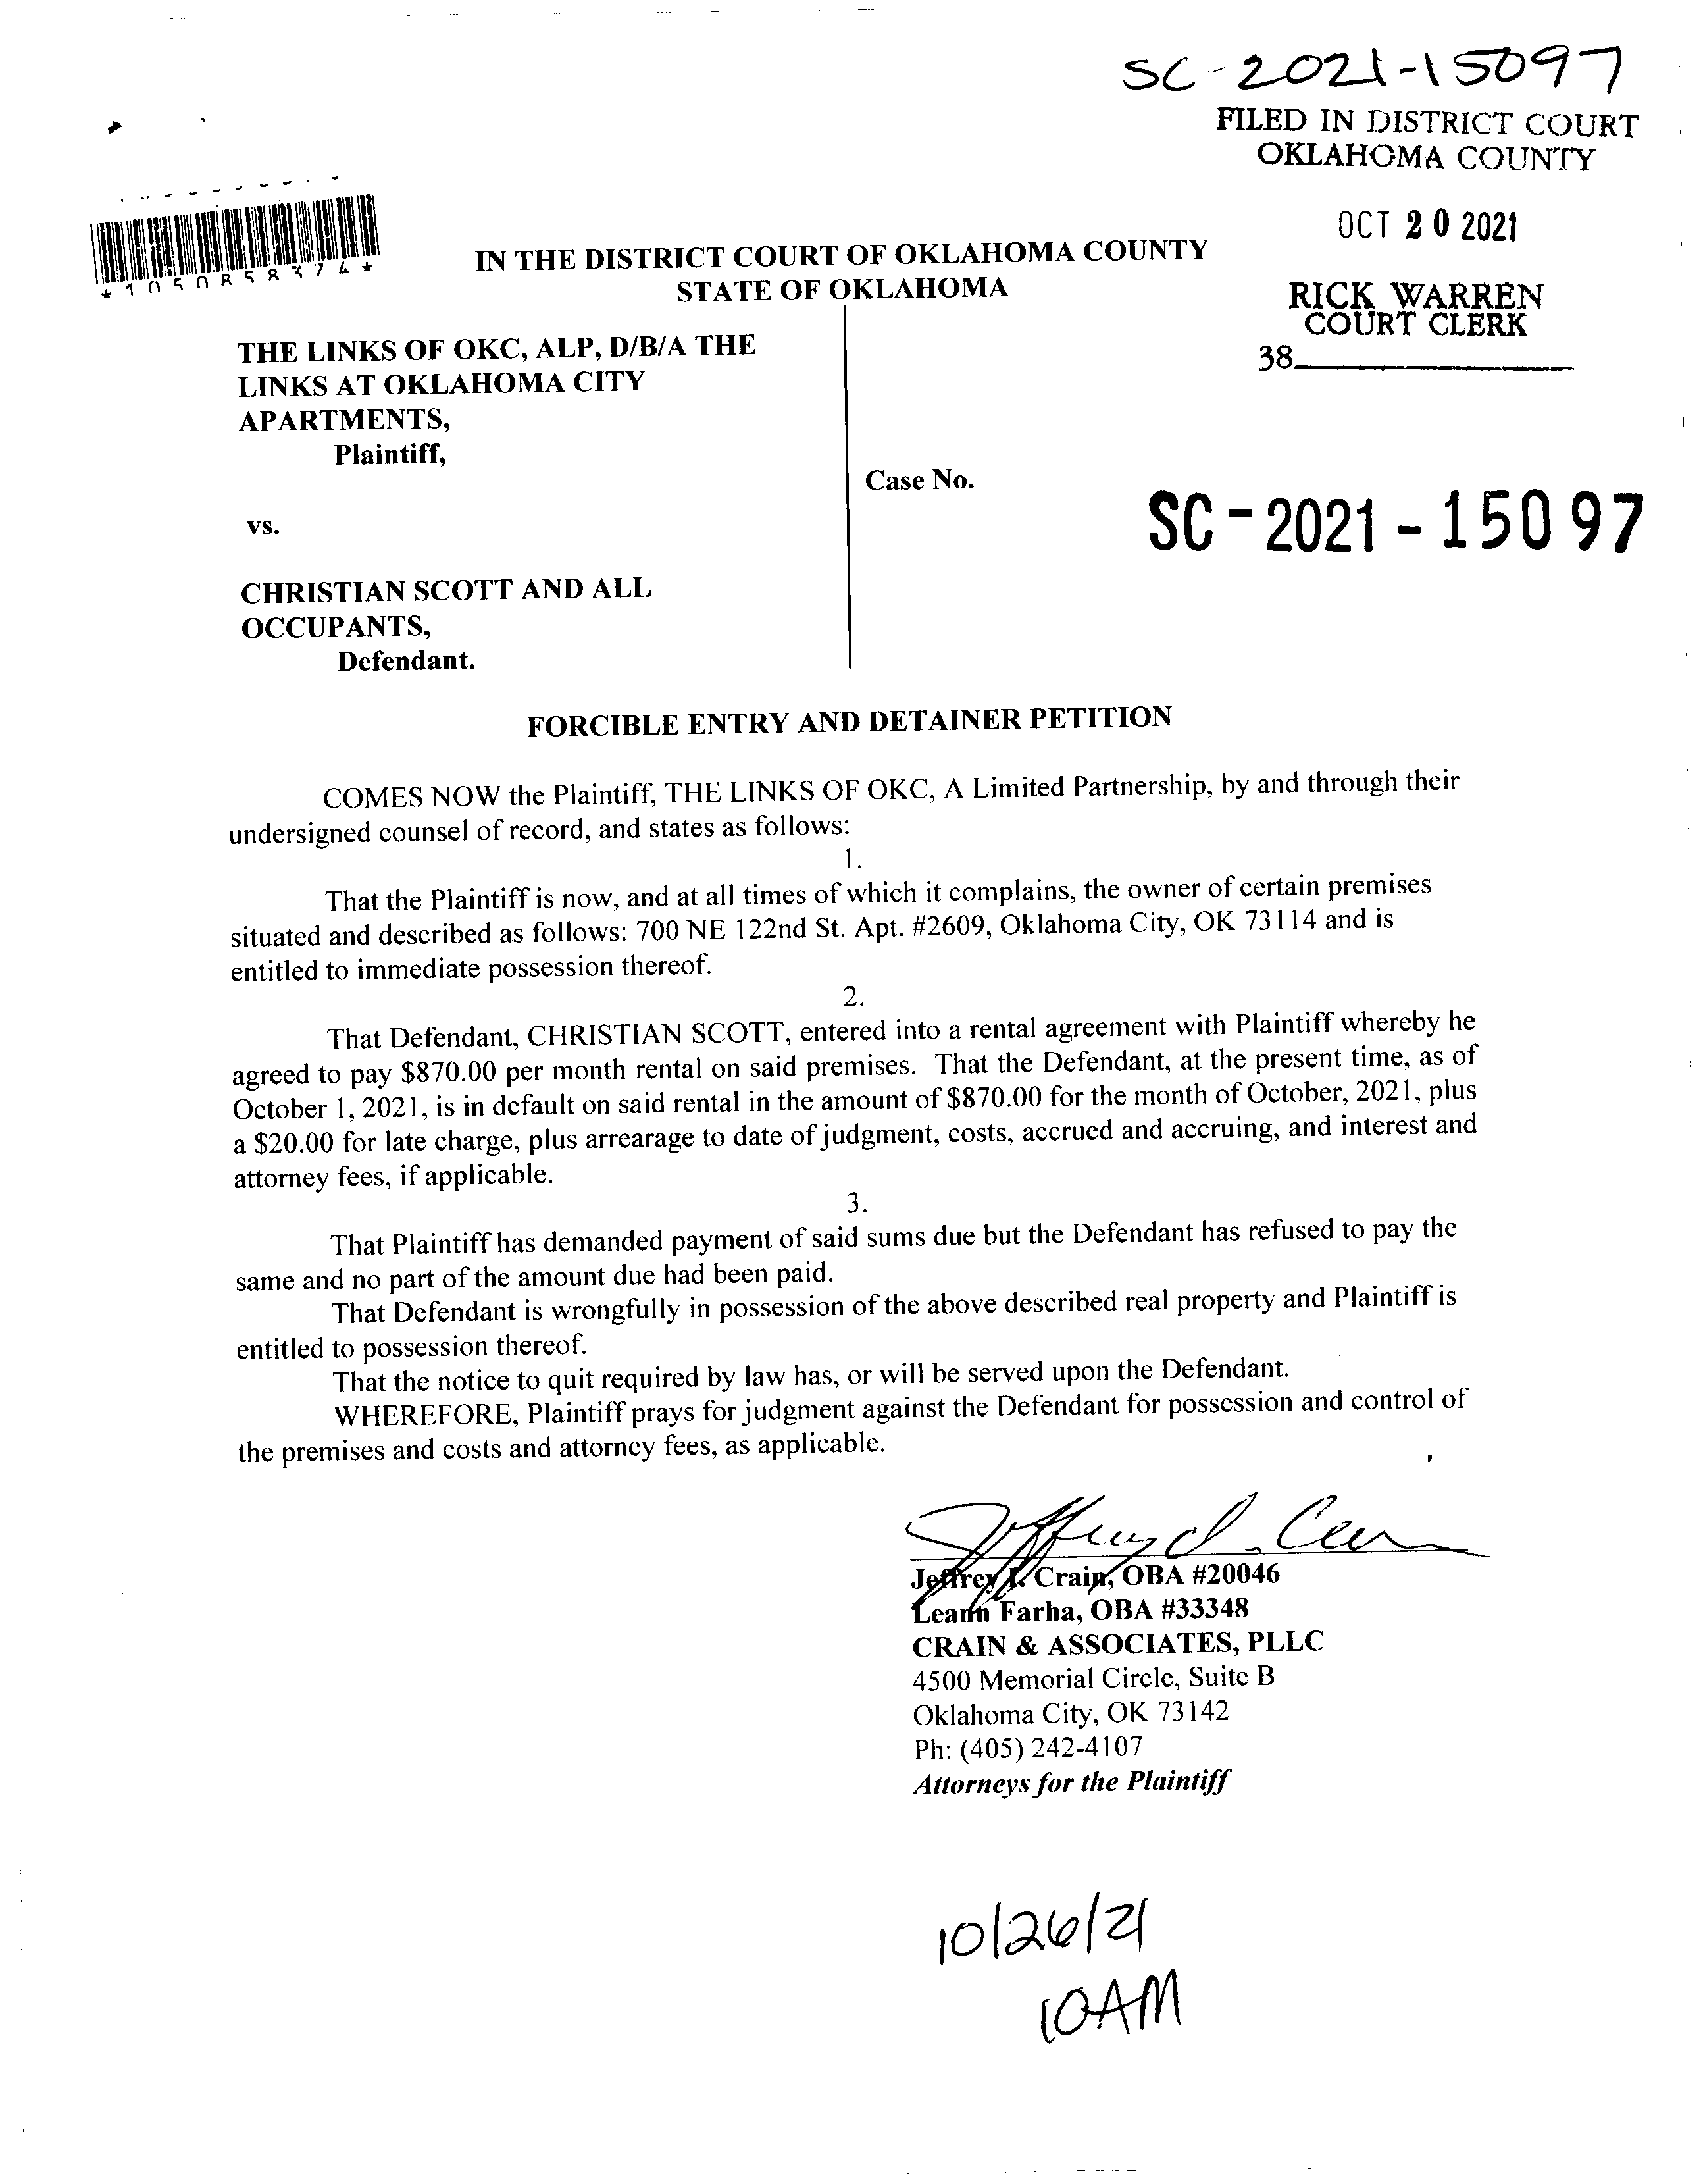 SC-2021-15097
FILED IN DISTRICT COURT
OKLAHOMA COUNTY
OCT 20 2021
RICK WARREN
COURT CLERK
38
*1050858374*
IN THE DISTRICT COURT OF OKLAHOMA COUNTY
STATE OF OKLAHOMA
THE LINKS OF OKC, ALP, D/B/A THE
LINKS AT OKLAHOMA CITY
APARTMENTS,
Plaintiff,
Case No.
SC-2021-15097
vs.
CHRISTIAN SCOTT AND ALL
OCCUPANTS,
Defendant.
FORCIBLE ENTRY AND DETAINER PETITION
COMES NOW the Plaintiff, THE LINKS OF OKC, A Limited Partnership, by and through their
undersigned counsel of record, and states as follows:
1.
That the Plaintiff is now, and at all times of which it complains, the owner of certain premises
situated and described as follows: 700 NE 122nd St. Apt. #2609, Oklahoma City, OK 73114 and is
entitled to immediate possession thereof.
2.
That Defendant, CHRISTIAN SCOTT, entered into a rental agreement with Plaintiff whereby he
agreed to pay $870.00 per month rental on said premises. That the Defendant, at the present time, as of
October 1, 2021, is in default on said rental in the amount of $870.00 for the month of October, 2021, plus
a $20.00 for late charge, plus arrearage to date of judgment, costs, accrued and accruing, and interest and
attorney fees, if applicable.
3.
That Plaintiff has demanded payment of said sums due but the Defendant has refused to pay the
same and no part of the amount due had been paid.
That Defendant is wrongfully in possession of the above described real property and Plaintiff is
entitled to possession thereof.
That the notice to quit required by law has, or will be served upon the Defendant.
WHEREFORE, Plaintiff prays for judgment against the Defendant for possession and control of
the premises and costs and attorney fees, as applicable.
Jeffrey Crain, OBA #20046
Leann Farha, OBA #33348
CRAIN & ASSOCIATES, PLLC
4500 Memorial Circle, Suite B
Oklahoma City, OK 73142
Ph: (405) 242-4107
Attorneys for the Plaintiff
10/26/21
10AM